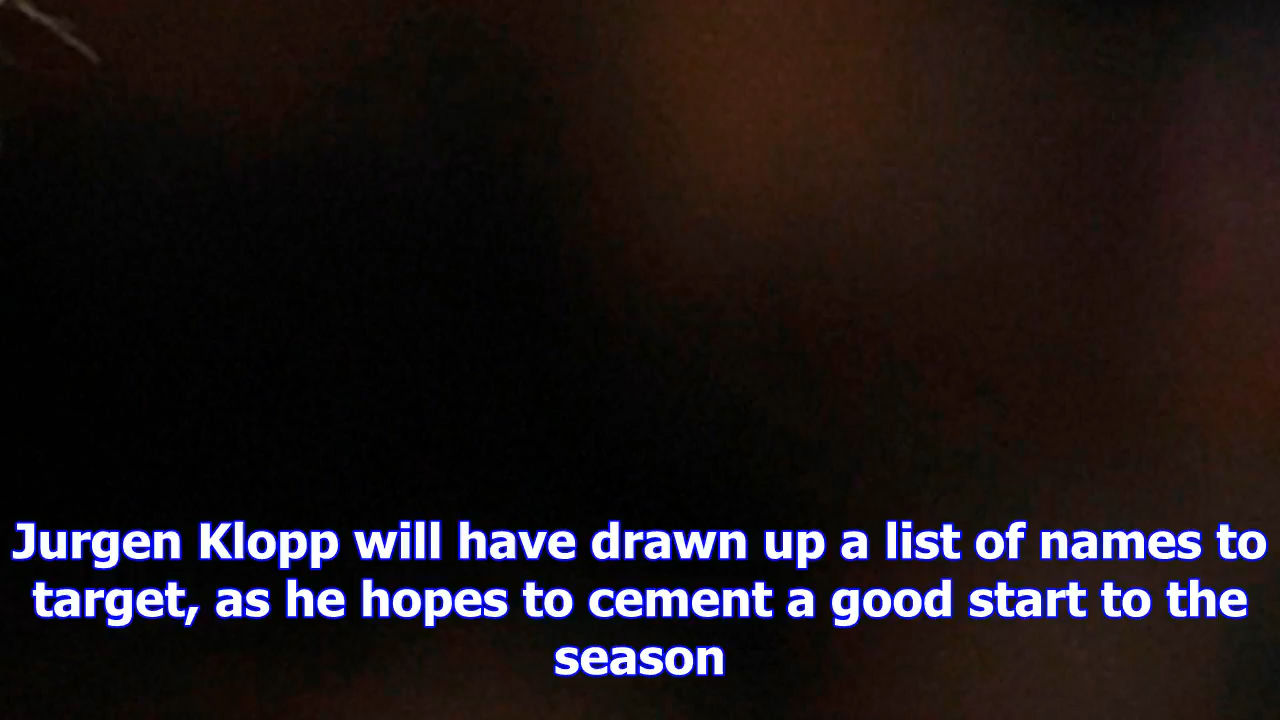 Jurgen Klopp will have drawn up a list of names to
target, as he hopes to cement a good start to the
season